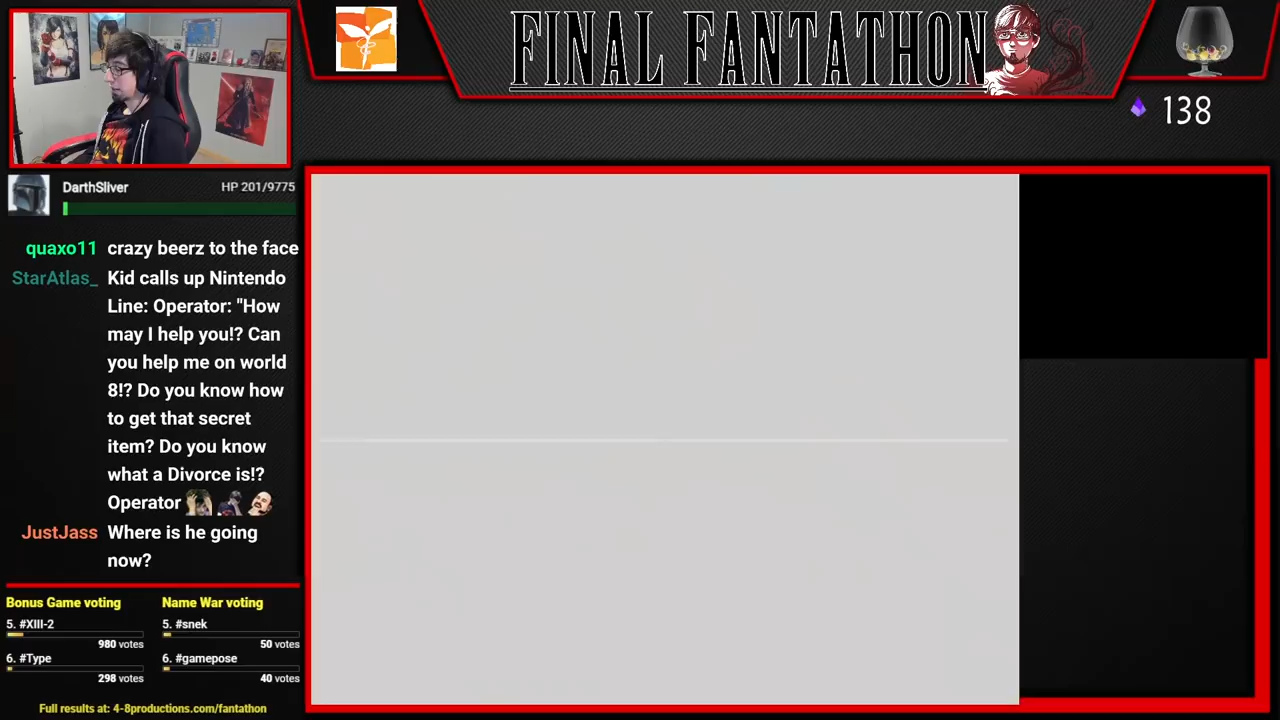 FINAL FANTATHON
138
DarthSliver HP 201/9775
quaxo11 crazy beerz to the face
StarAtlas_ Kid calls up Nintendo
Line: Operator: "How
may I help you!? Can
you help me on world
8!? Do you know how
to get that secret
item? Do you know
what a Divorce is!?
Operator
JustJass Where is he going
now?
Bonus Game voting
5. #XIII-2
980 votes
6. #Type
298 votes
Name War voting
5. #snek
50 votes
6. #gamepose
40 votes
Full results at: 4-8productions.com/fantathon